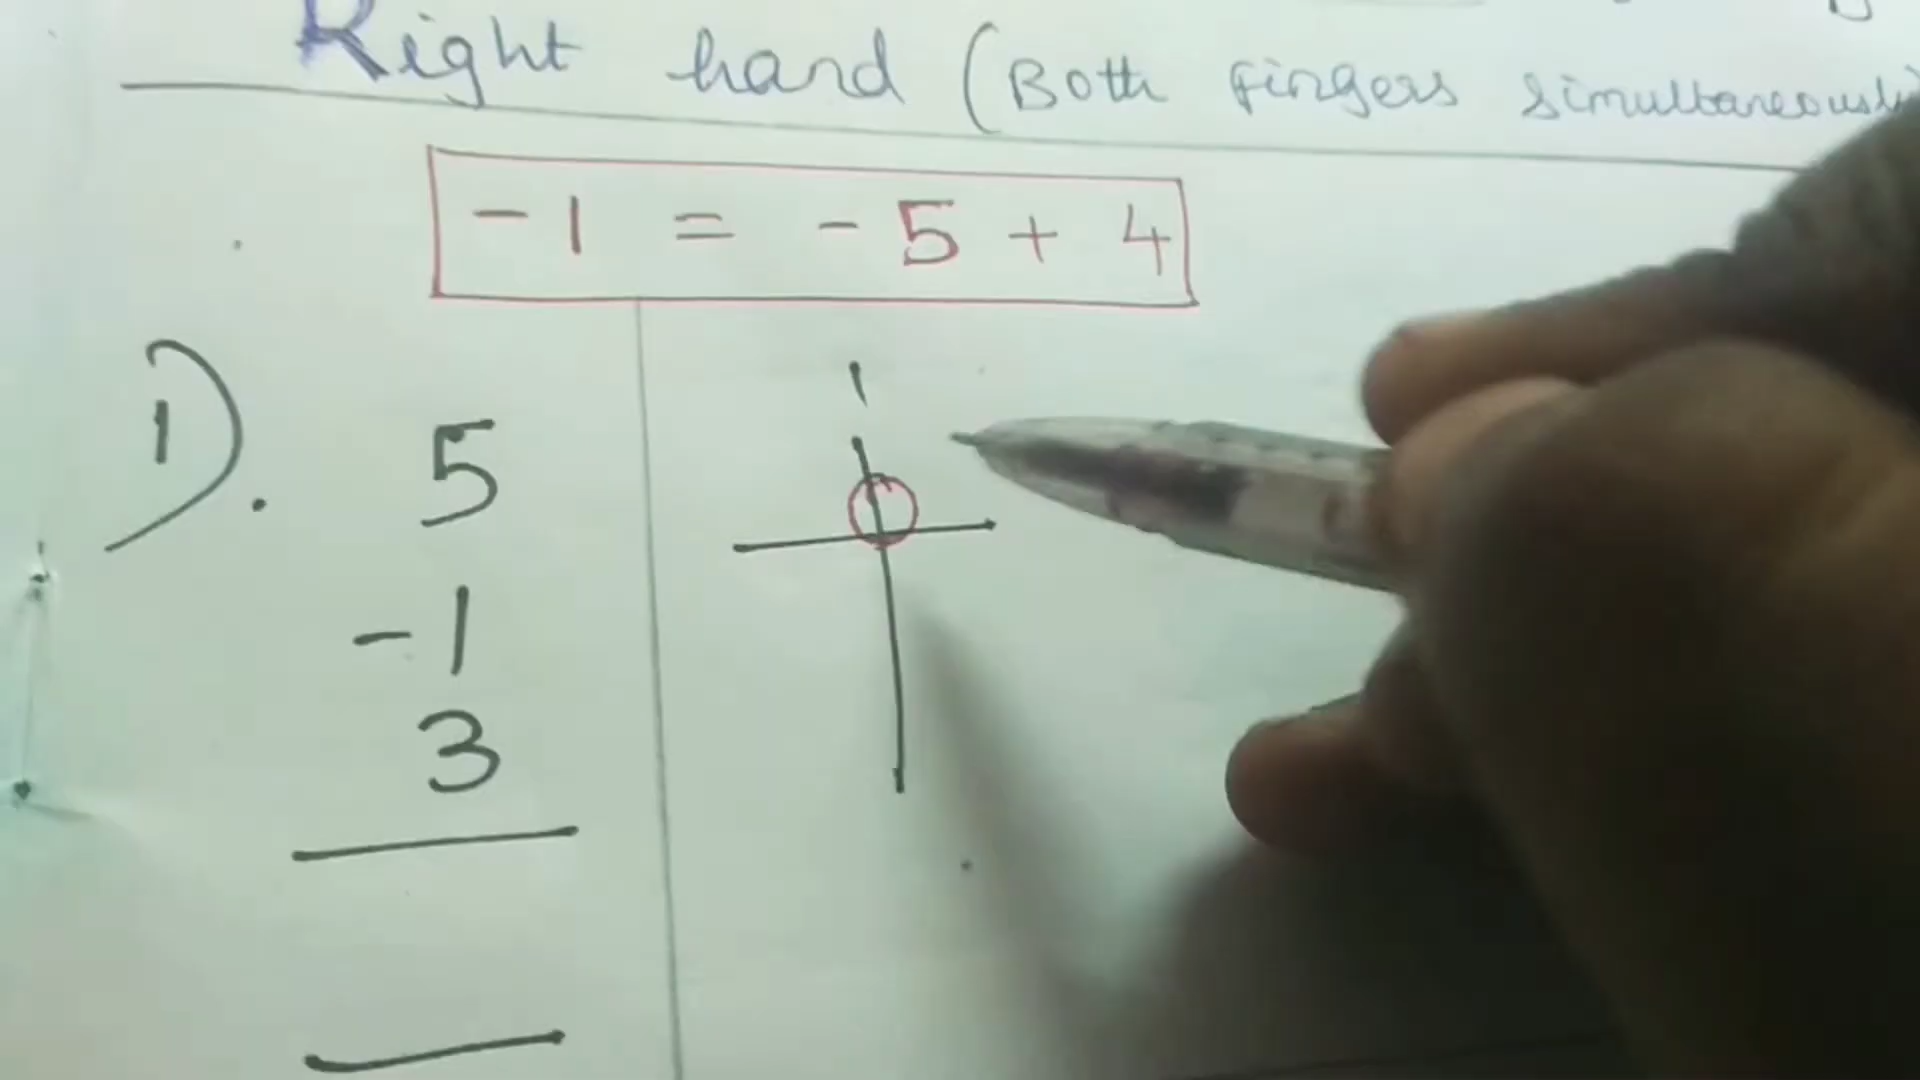 Right hand (Both fingers simultaneously)
-1 = -5 + 4
1). 5
-1
3